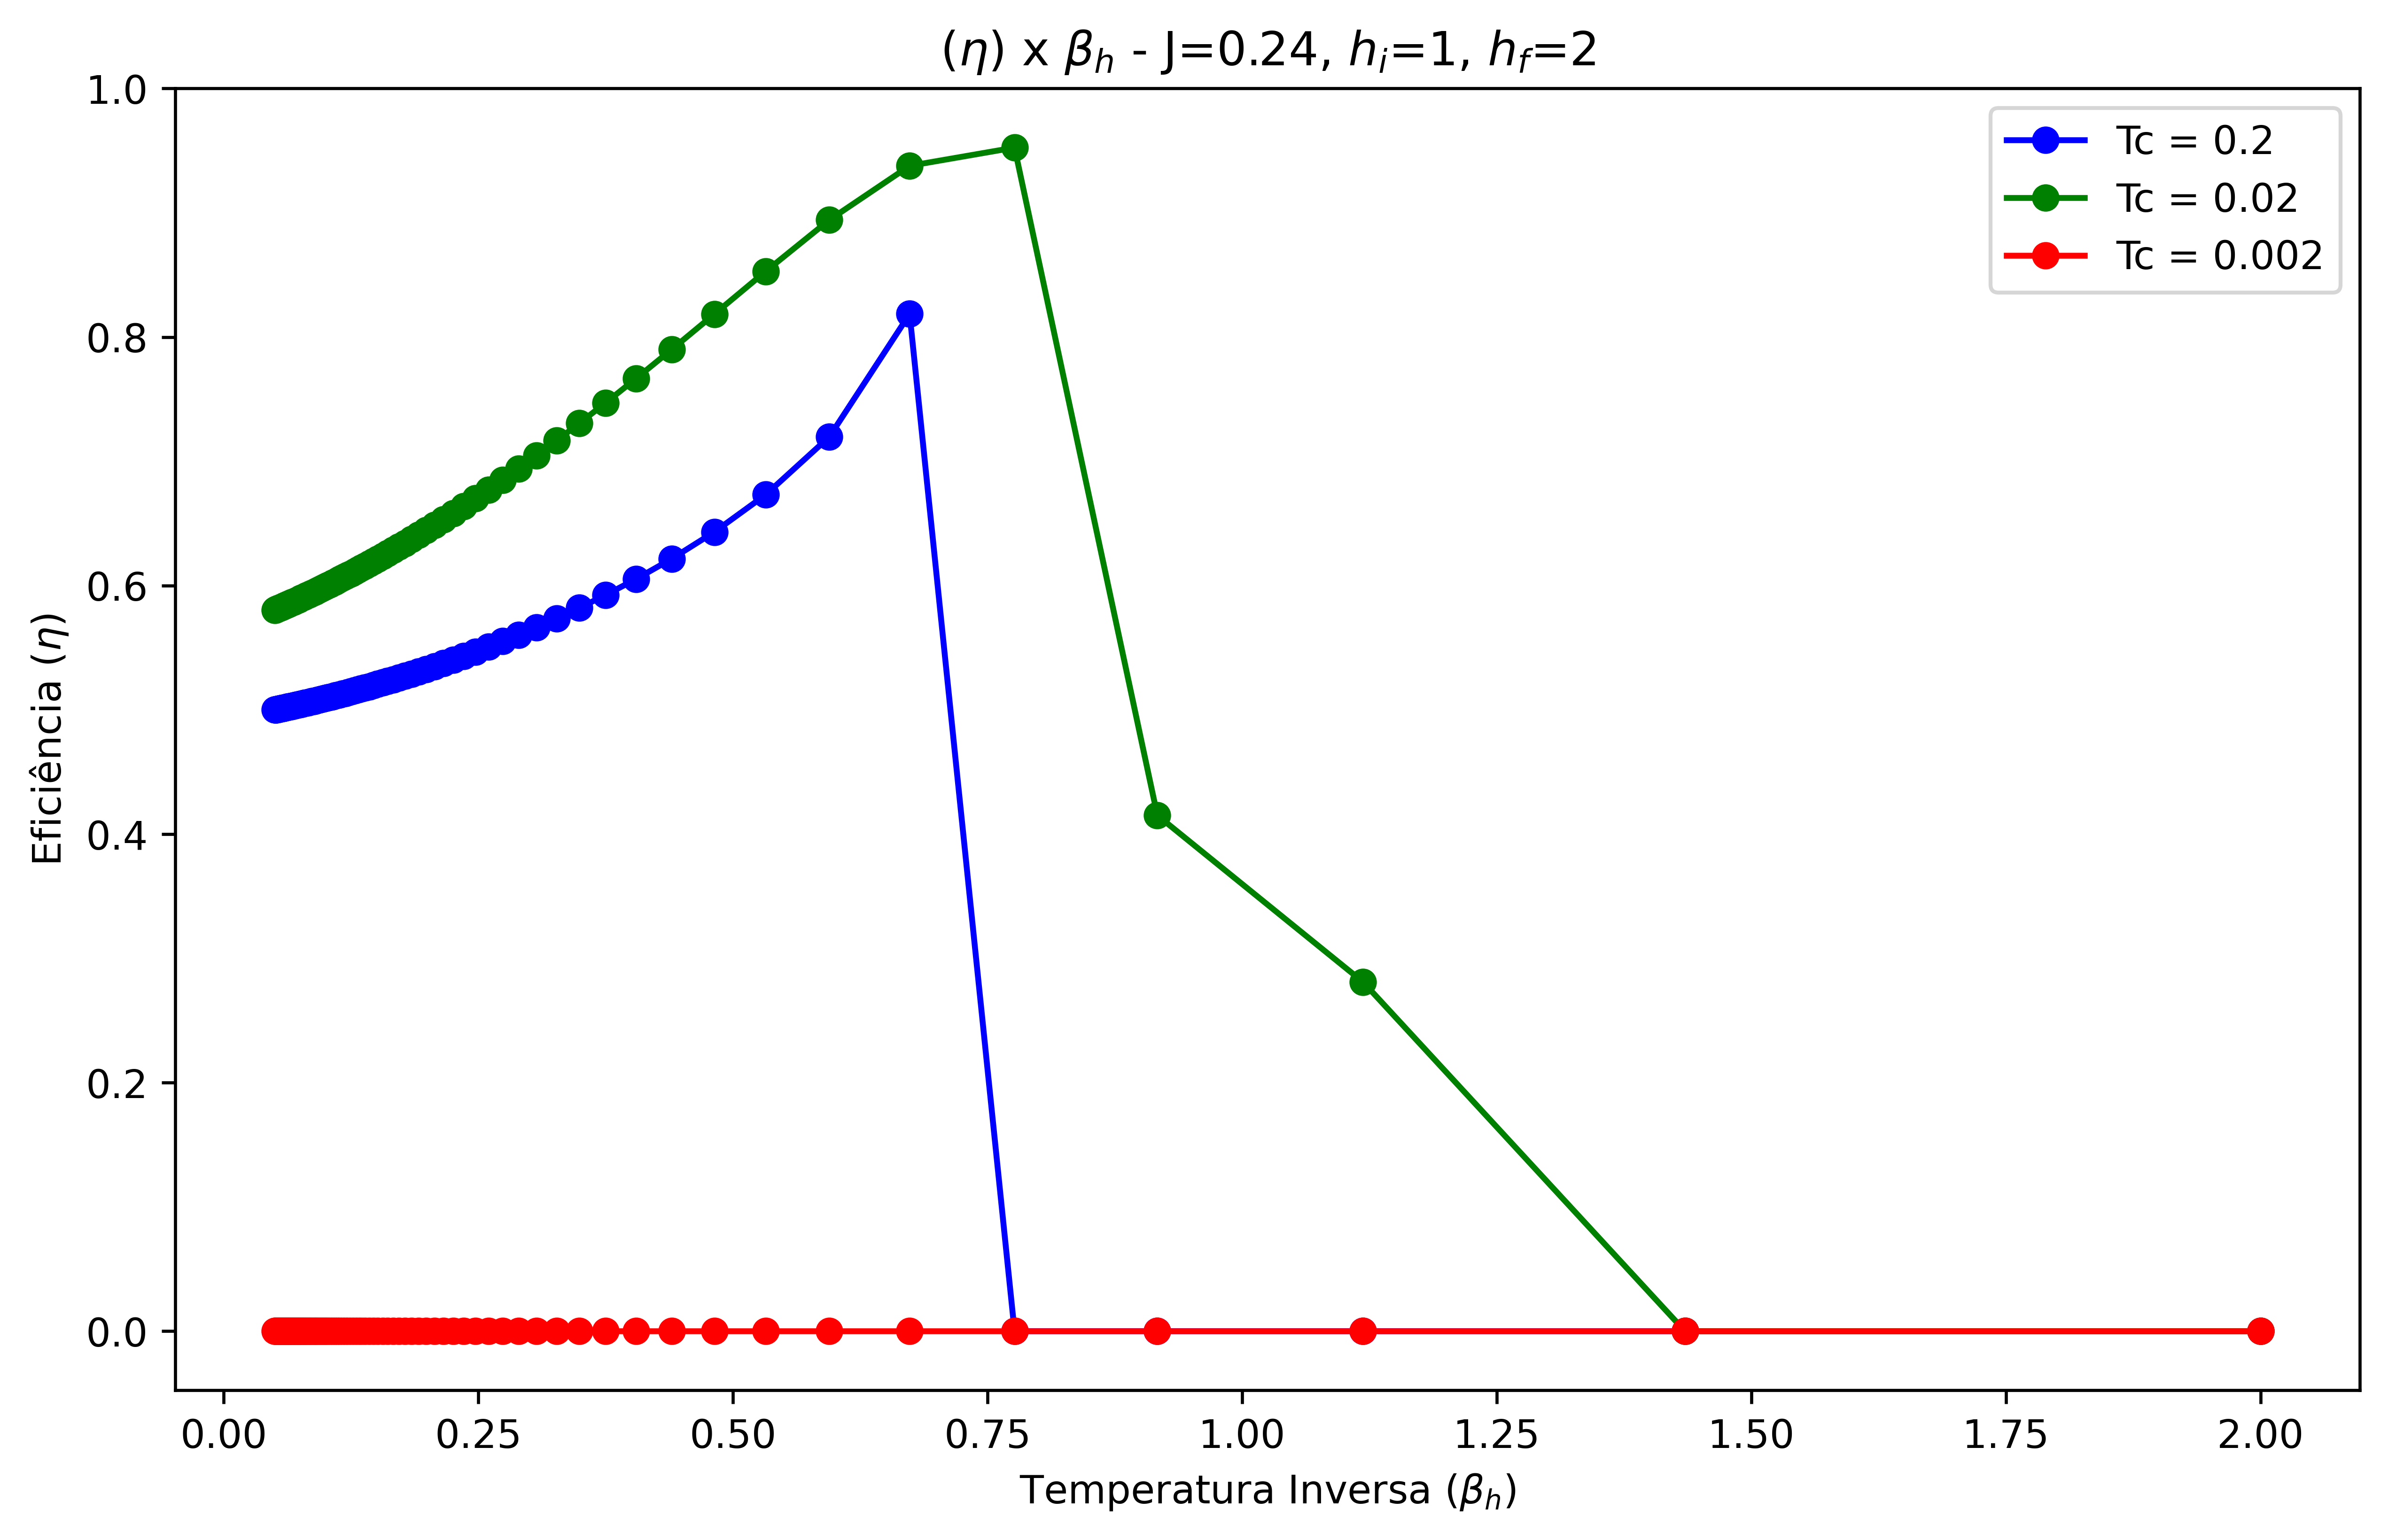 (η) x βh - J=0.24, hi=1, hf=2
1.0
0.8
0.6
0.4
0.2
0.0
Eficiência (η)
Tc = 0.2
Tc = 0.02
Tc = 0.002
0.00 0.25 0.50 0.75 1.00 1.25 1.50 1.75 2.00
Temperatura Inversa (βh)